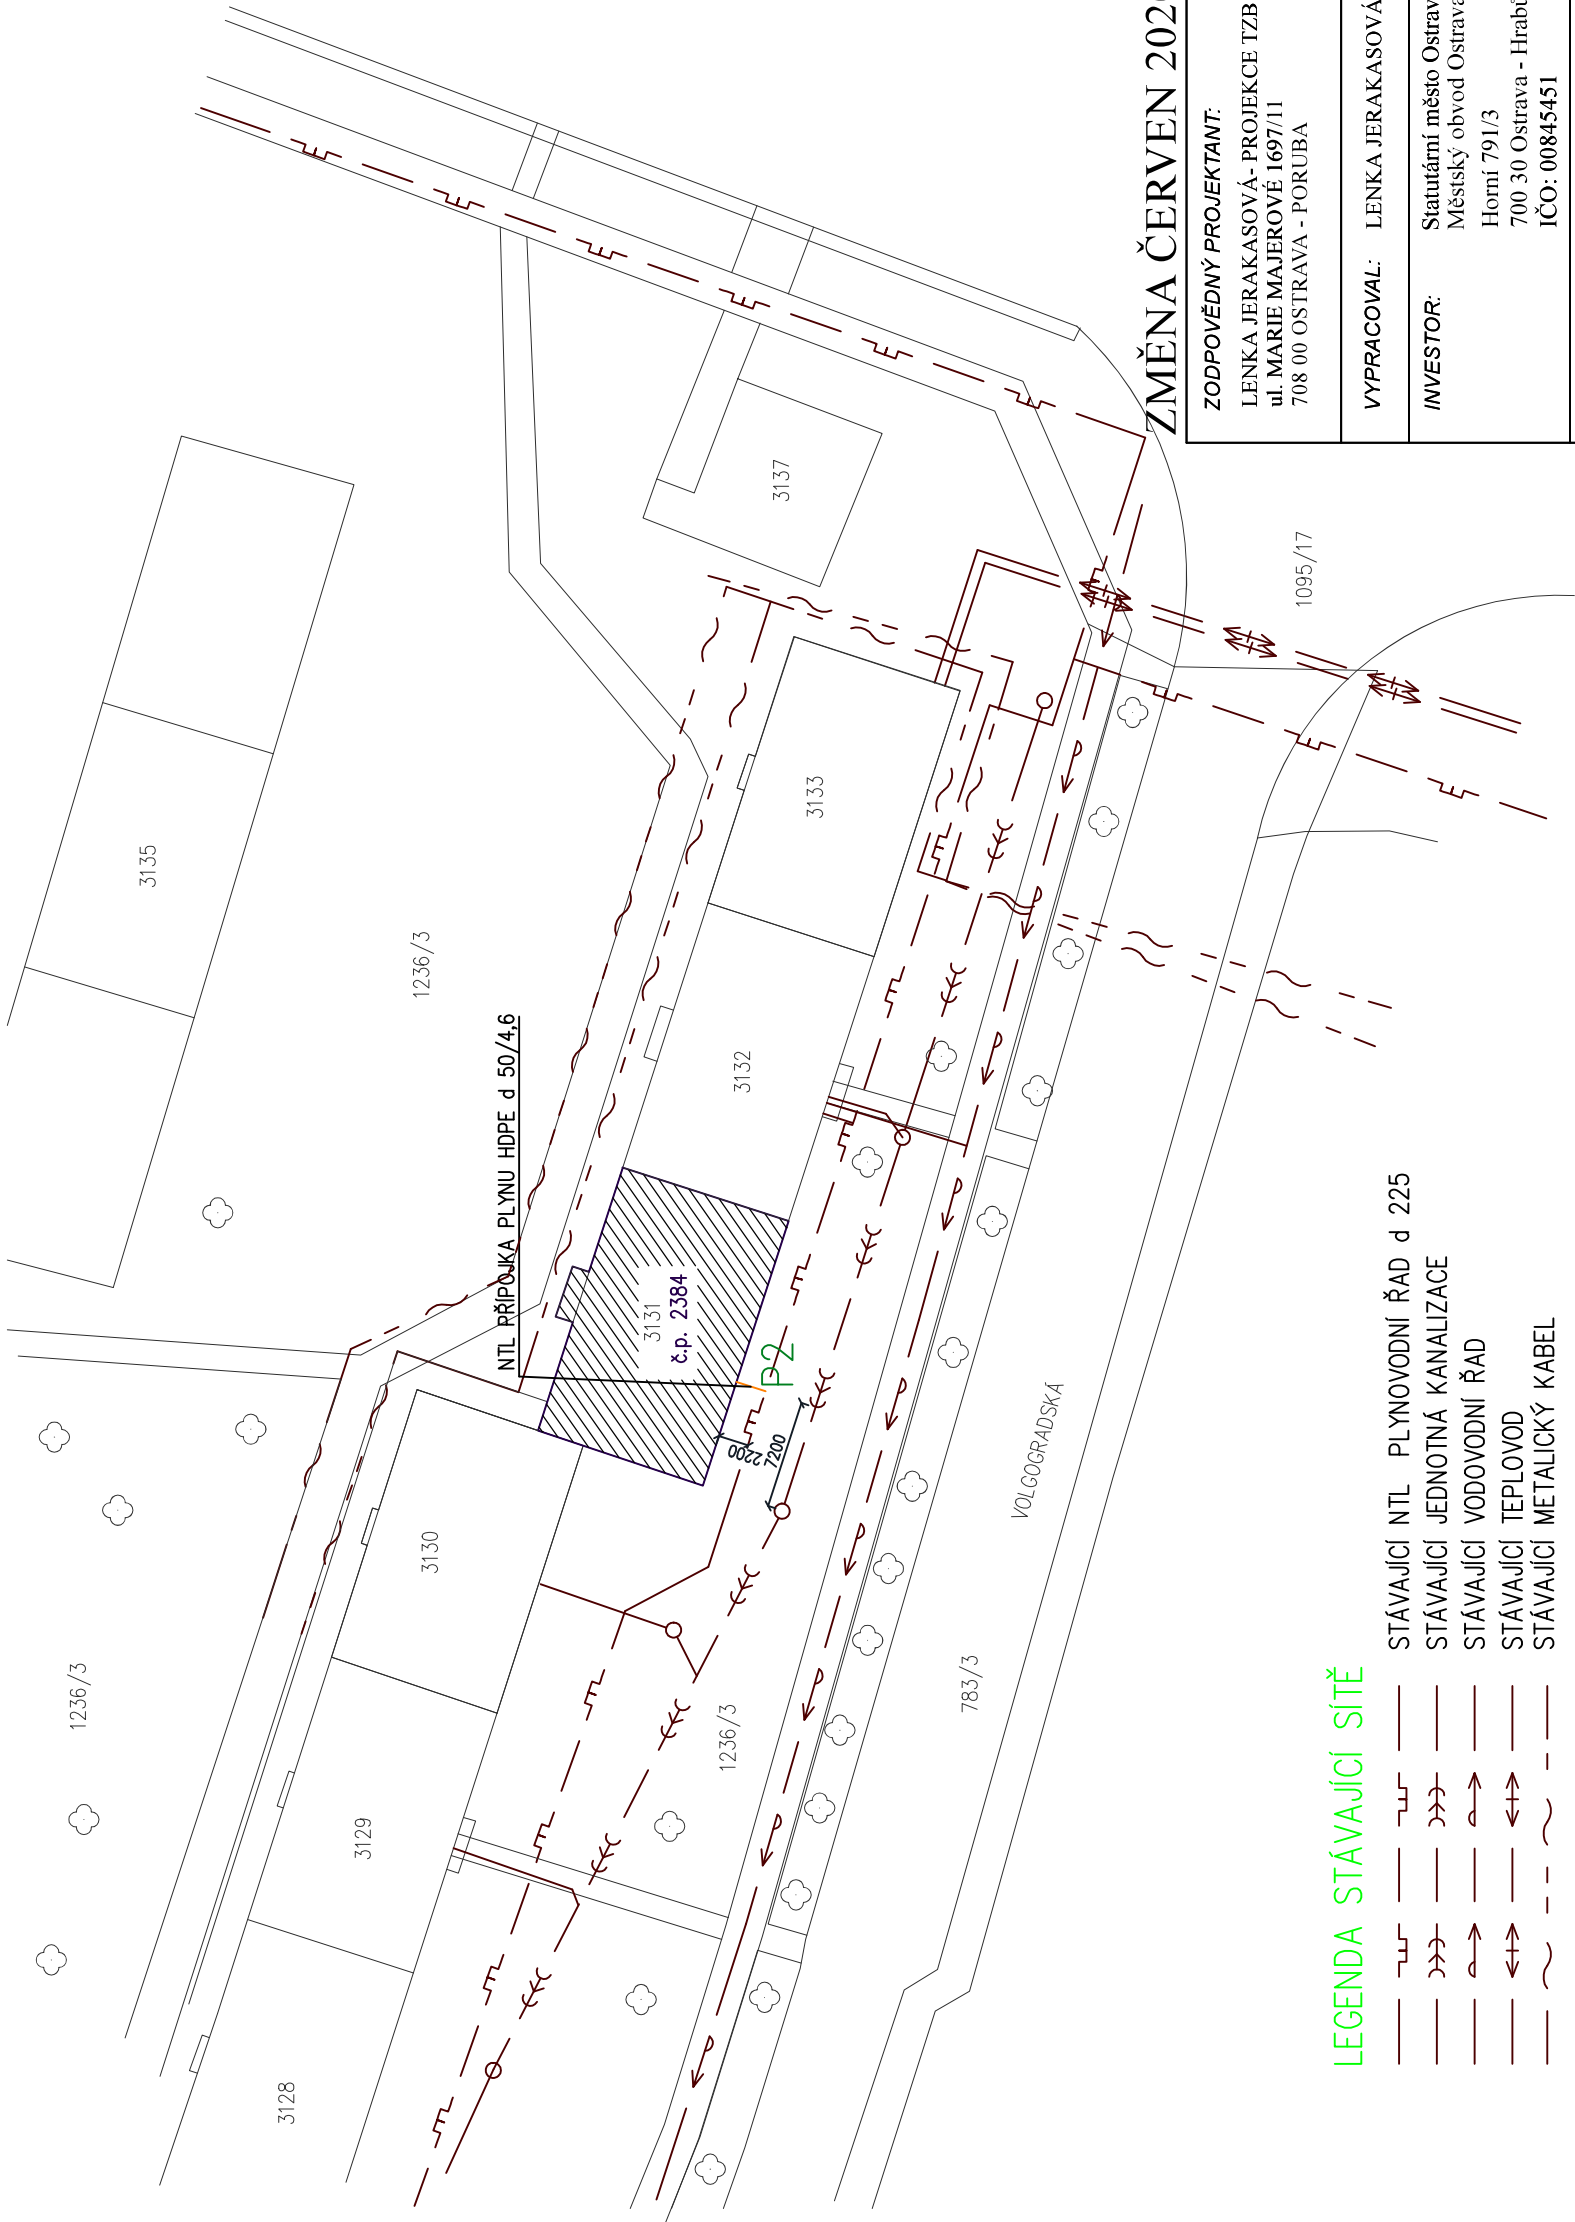 ZMĚNA ČERVEN
ZODPOVĚDNÝ PROJEKTANT:
LENKA JERAKASOVÁ- PROJEKCE TZB
ul. MARIE MAJEROVÉ 1697/11
708 00 OSTRAVA - PORUBA
VYPRACOVAL: LENKA JERAKASOVÁ
INVESTOR: Statutární město
Městský obvod
Horní 791/3
700 30 Ostrava -
IČO: 00845451
3135
1236/3
3137
1095/17
3133
3132
NTL PŘÍPOJKA PLYNU HDPE d 50/4,6
3131
č.p. 2384
P2
2200
7200
3130
1236/3
3129
3128
1236/3
783/3
VOLGOGRADSKÁ
LEGENDA STÁVAJÍCÍ SÍTĚ
STÁVAJÍCÍ NTL PLYNOVODNÍ ŘAD d 225
STÁVAJÍCÍ JEDNOTNÁ KANALIZACE
STÁVAJÍCÍ VODOVODNÍ ŘAD
STÁVAJÍCÍ TEPLOVOD
STÁVAJÍCÍ METALICKÝ KABEL